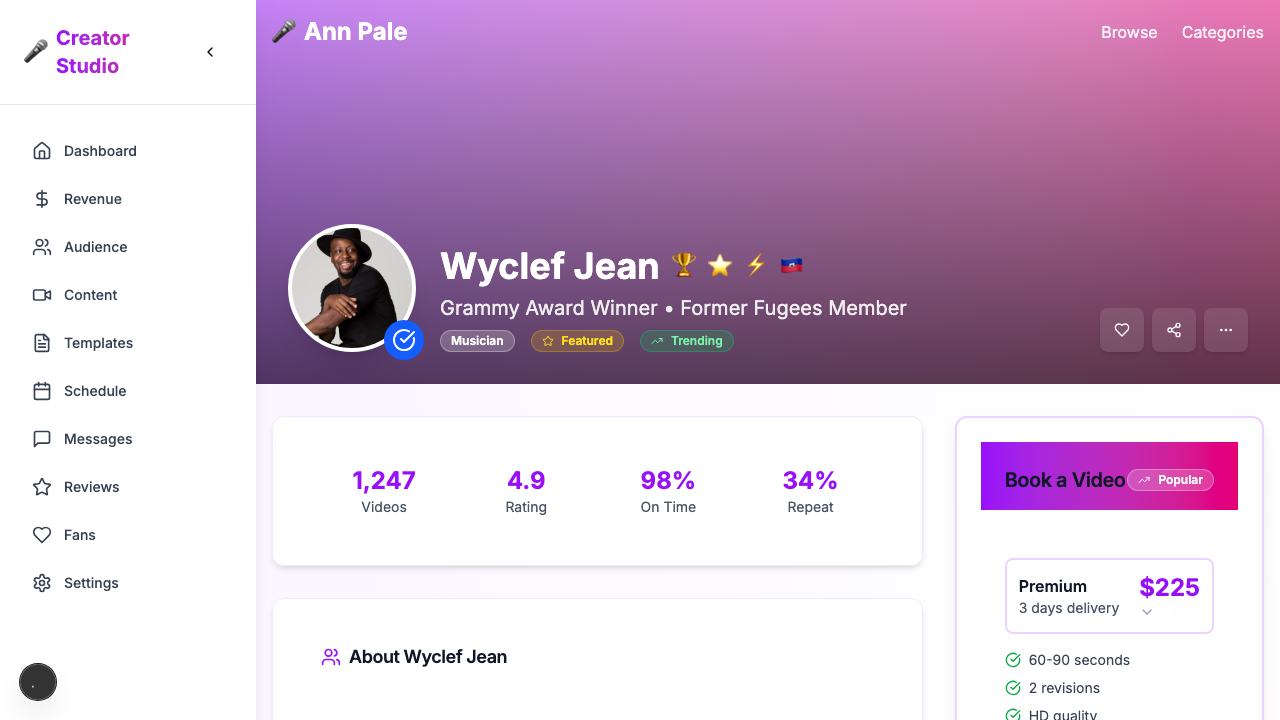 Creator
Studio
Dashboard
Revenue
Audience
Content
Templates
Schedule
Messages
Reviews
Fans
Settings
Ann Pale
Browse
Categories
Wyclef Jean
Grammy Award Winner • Former Fugees Member
Musician
Featured
Trending
1,247
Videos
4.9
Rating
98%
On Time
34%
Repeat
About Wyclef Jean
Book a Video
Popular
Premium
$225
3 days delivery
60-90 seconds
2 revisions
HD quality